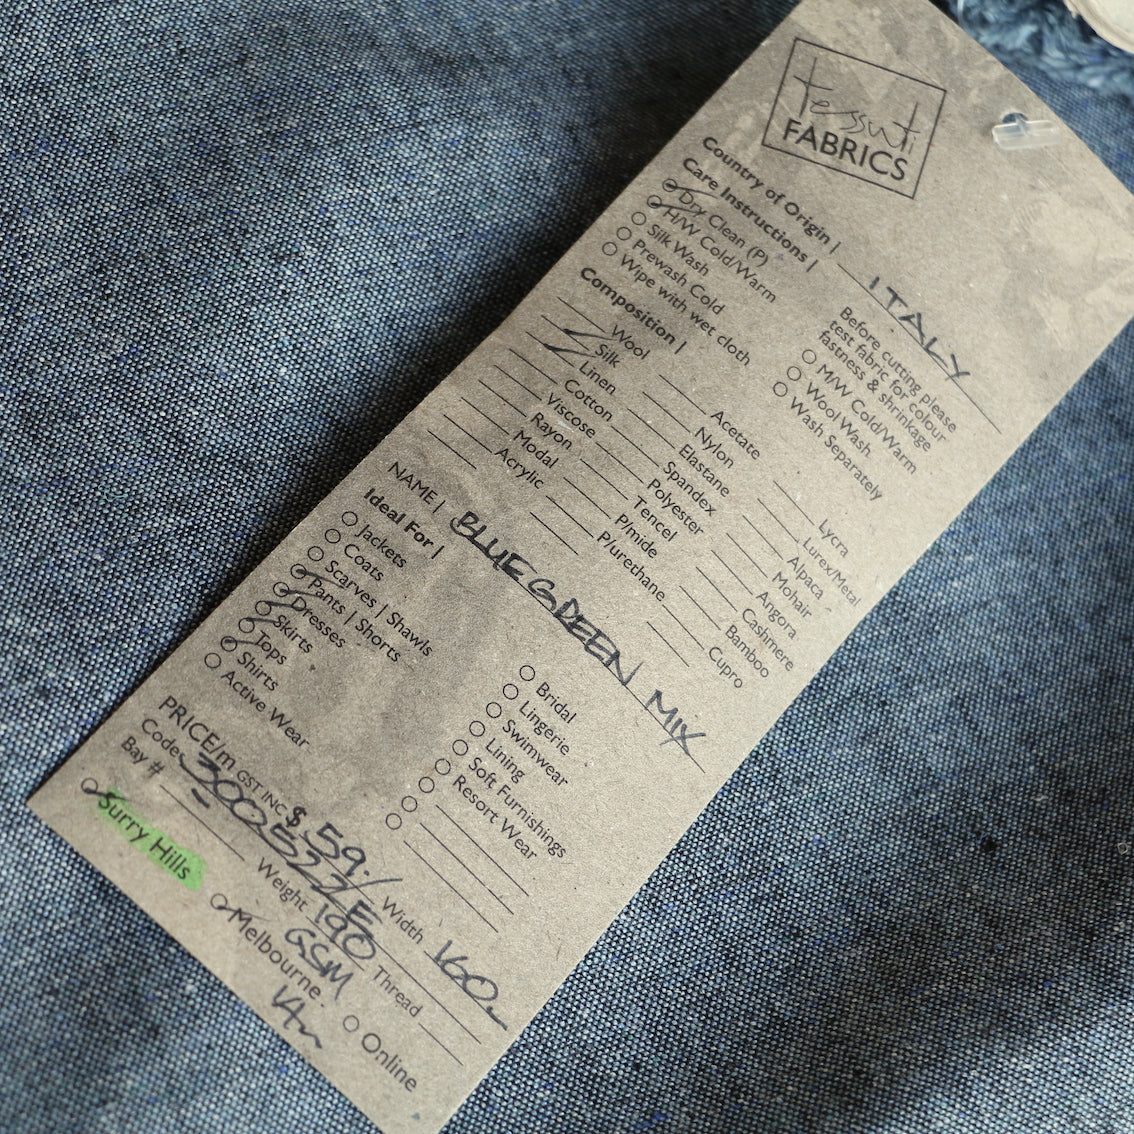 tessuti
FABRICS
Country of Origin | ITALY
Care Instructions |
Dry Clean (P)
H/W Cold/Warm
Silk Wash
Prewash Cold
Wipe with wet cloth
Before cutting please
test fabric for colour
fastness & shrinkage
M/W Cold/Warm
Wool Wash
Wash Separately
Composition |
Wool
Silk
Linen
Cotton
Viscose
Rayon
Modal
Acrylic
Acetate
Nylon
Elastane
Spandex
Polyester
Tencel
P/mide
P/urethane
Lycra
Lurex/Metal
Alpaca
Mohair
Angora
Cashmere
Bamboo
Cupro
NAME | BLUE GREEN MIX
Ideal For |
Jackets
Coats
Scarves | Shawls
Pants | Shorts
Dresses
Skirts
Tops
Shirts
Active Wear
Bridal
Lingerie
Swimwear
Lining
Soft Furnishings
Resort Wear
PRICE/m GST INC $ 59. Width 160
Code 3000522E Weight 190 GSM Thread
Bay #
Surry Hills
Melbourne
Online